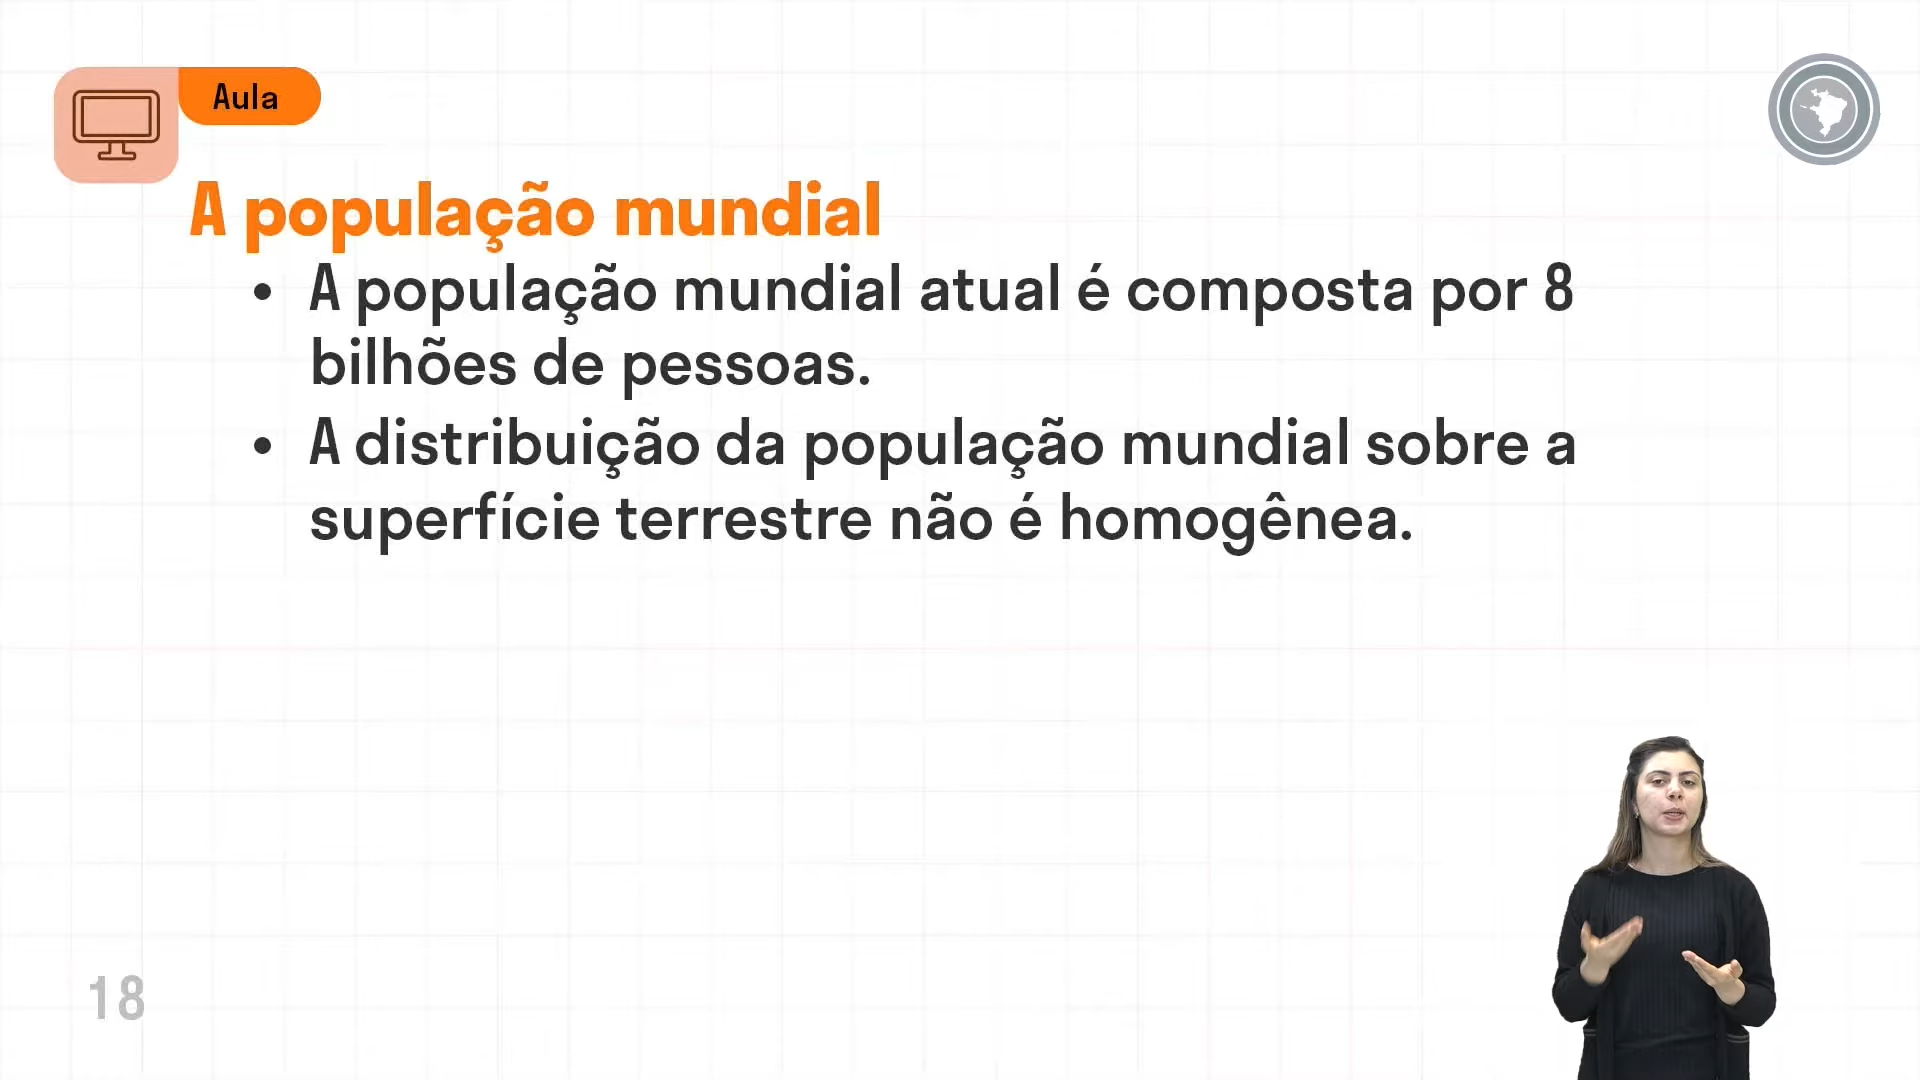 Aula
A população mundial
• A população mundial atual é composta por 8
bilhões de pessoas.
• A distribuição da população mundial sobre a
superfície terrestre não é homogênea.
18